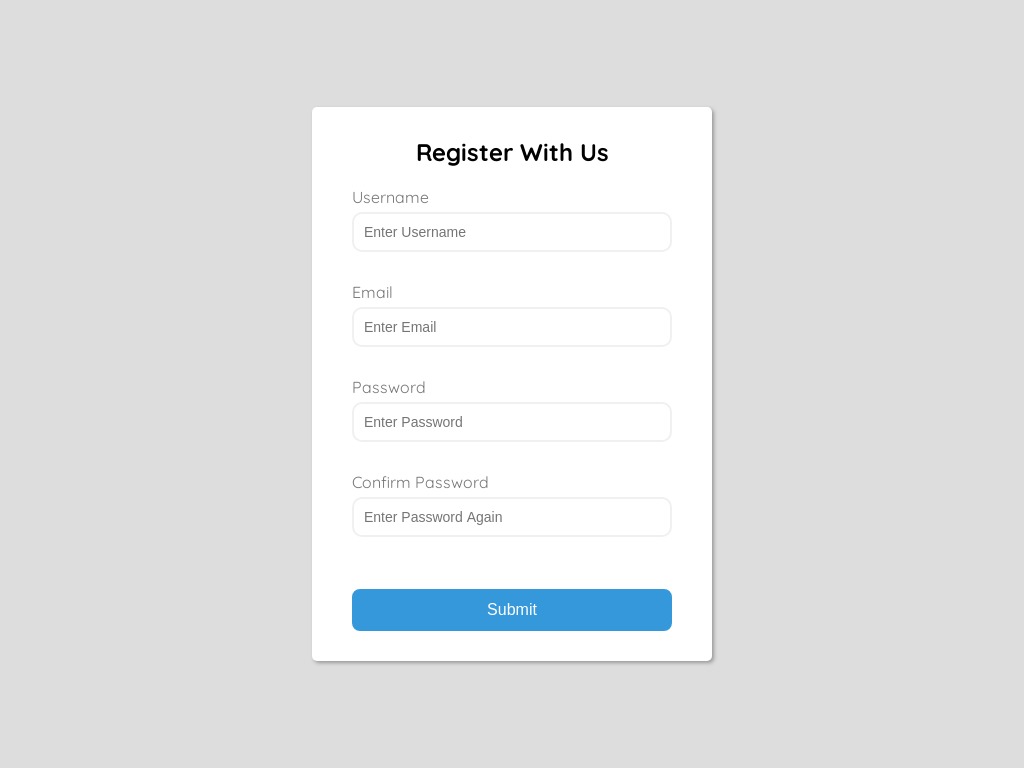 Register With Us
Username
Enter Username
Email
Enter Email
Password
Enter Password
Confirm Password
Enter Password Again
Submit